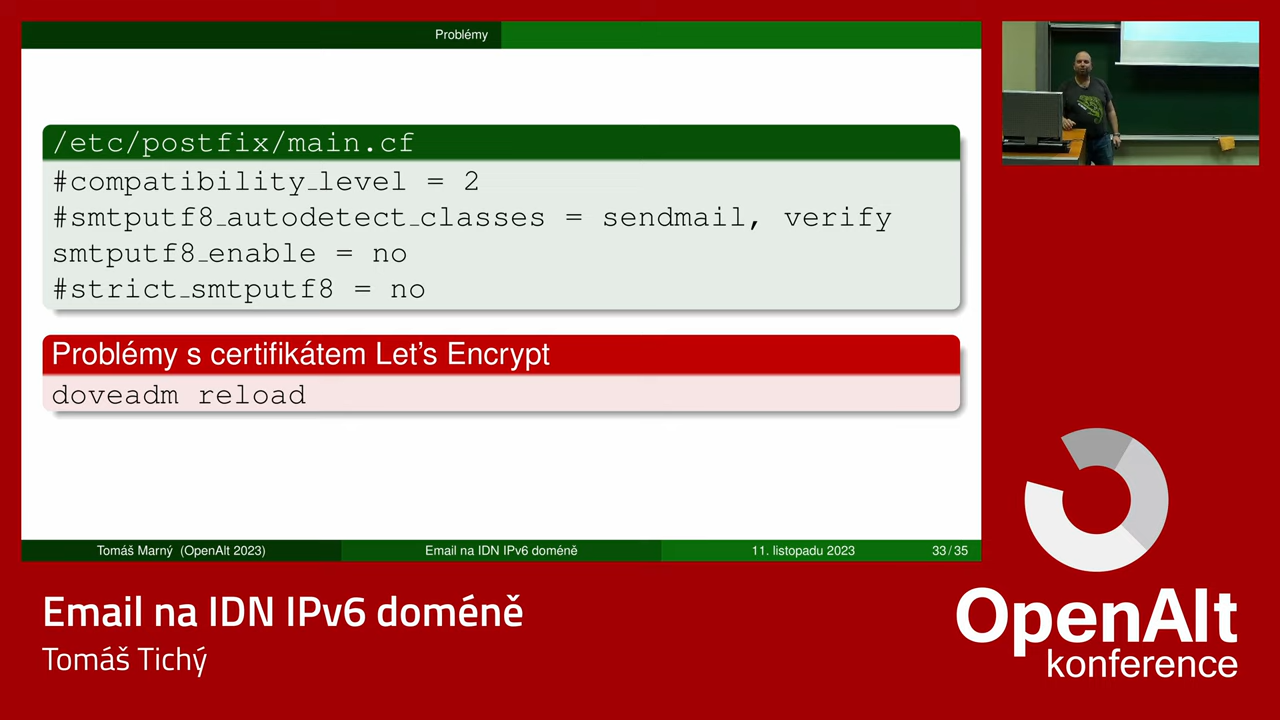 Problémy
/etc/postfix/main.cf
#compatibility_level = 2
#smtputf8_autodetect_classes = sendmail, verify
smtputf8_enable = no
#strict_smtputf8 = no
Problémy s certifikátem Let's Encrypt
doveadm reload
Tomáš Marný (OpenAlt 2023)
Email na IDN IPv6 doméně
11. listopadu 2023
33 / 35
Email na IDN IPv6 doméně
Tomáš Tichý
OpenAlt
konference